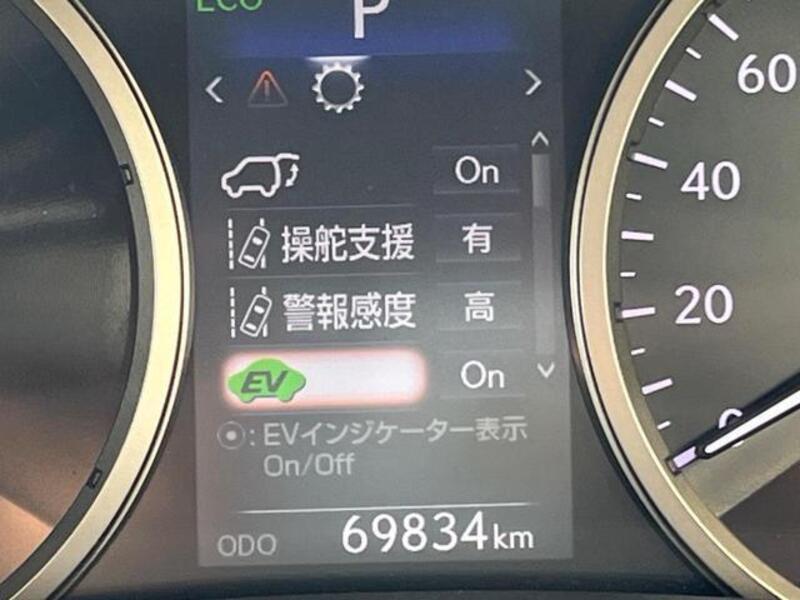 ECO
P
On
操舵支援 有
警報感度 高
EV On
:EVインジケーター表示
On/Off
ODO 69834km
60
40
20
0